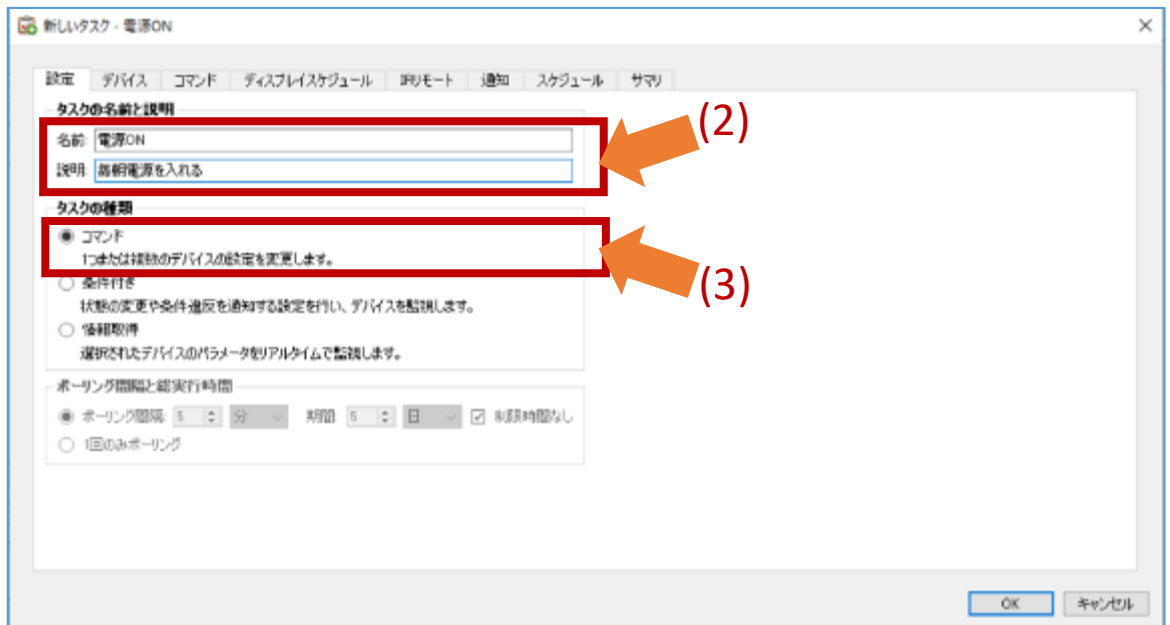 新しいタスク - 電源ON
設定 デバイス コマンド ディスプレイスケジュール IRリモート 通知 スケジュール サマリ
タスクの名前と説明
(2)
名前: 電源ON
説明: 毎朝電源を入れる
タスクの種類
コマンド
1つまたは複数のデバイスの設定を変更します。
(3)
条件付き
状態の変更や条件違反を通知する設定を行い、デバイスを監視します。
情報取得
選択されたデバイスのパラメータをリアルタイムで監視します。
ポーリング間隔と総実行時間
ポーリング間隔: 5 分 期間: 5 日 制限時間なし
1回のみポーリング
OK キャンセル